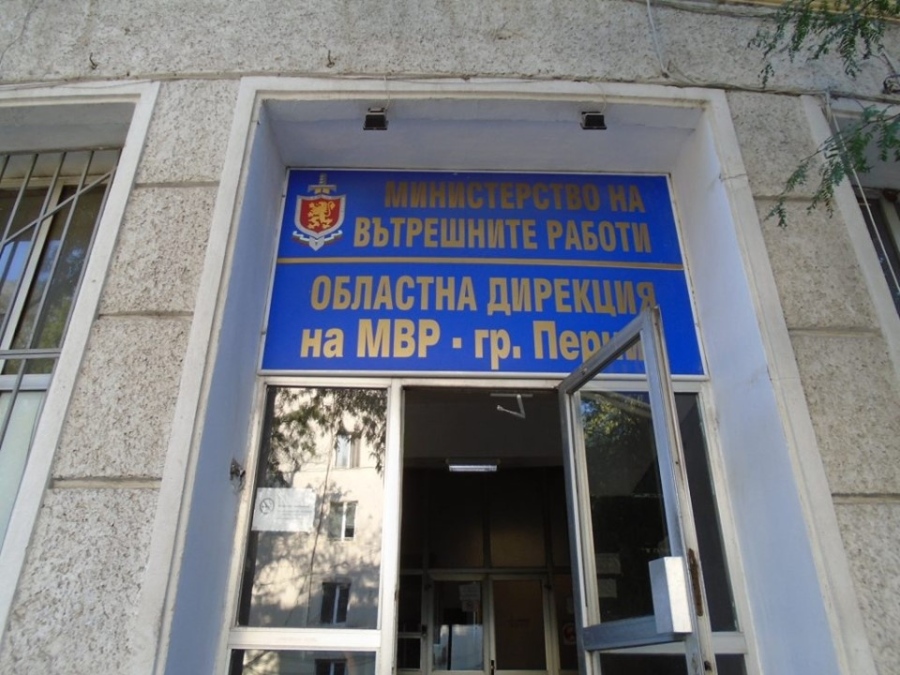 МИНИСТЕРСТВО НА
ВЪТРЕШНИТЕ РАБОТИ
ОБЛАСТНА ДИРЕКЦИЯ
на МВР - гр.